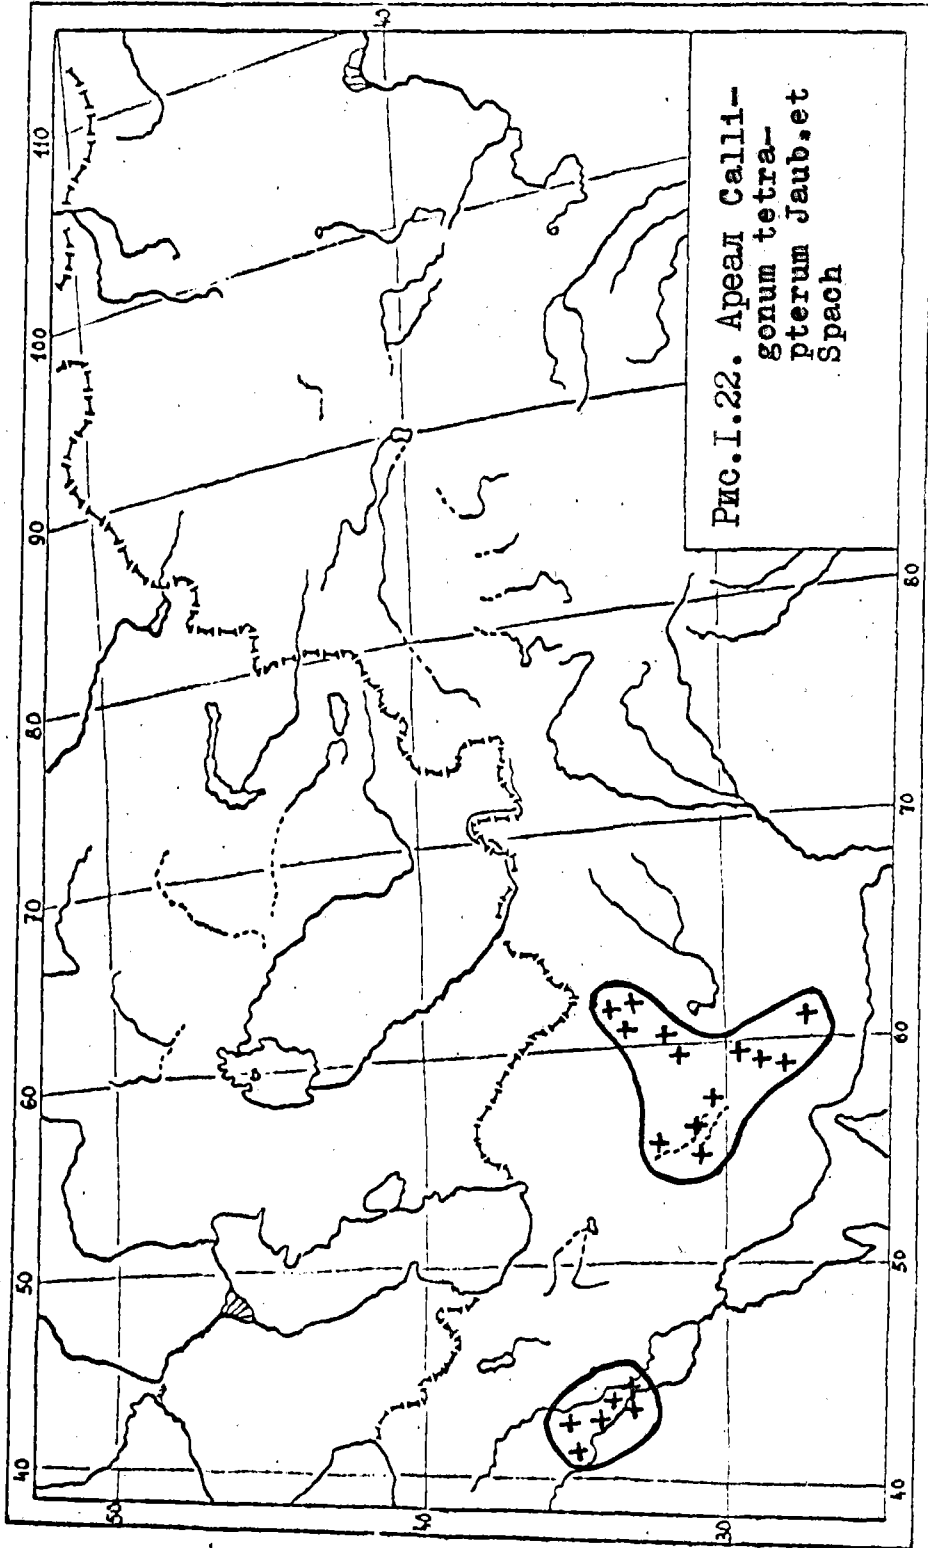 40 50 60 70 80 90 100 110
50
40
30
40
40 50 60 70 80
Рис.I.22. Ареал Calli-
gonum tetra-
pterum Jaub.et
Spach